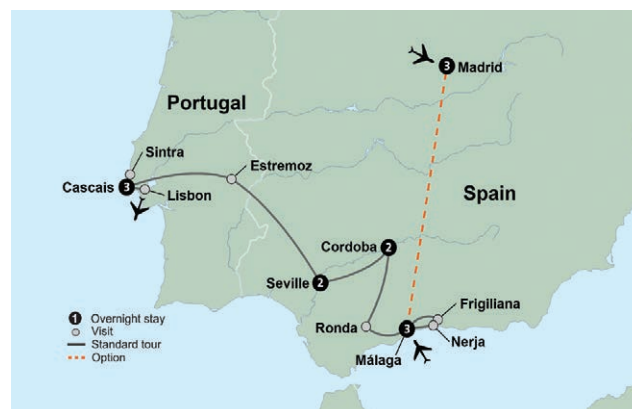 3 Madrid
Portugal
Sintra
Estremoz
Cascais 3
Lisbon
Spain
Cordoba 2
Seville 2
Frigiliana
Ronda
3
Nerja
Málaga
1 Overnight stay
Visit
Standard tour
Option